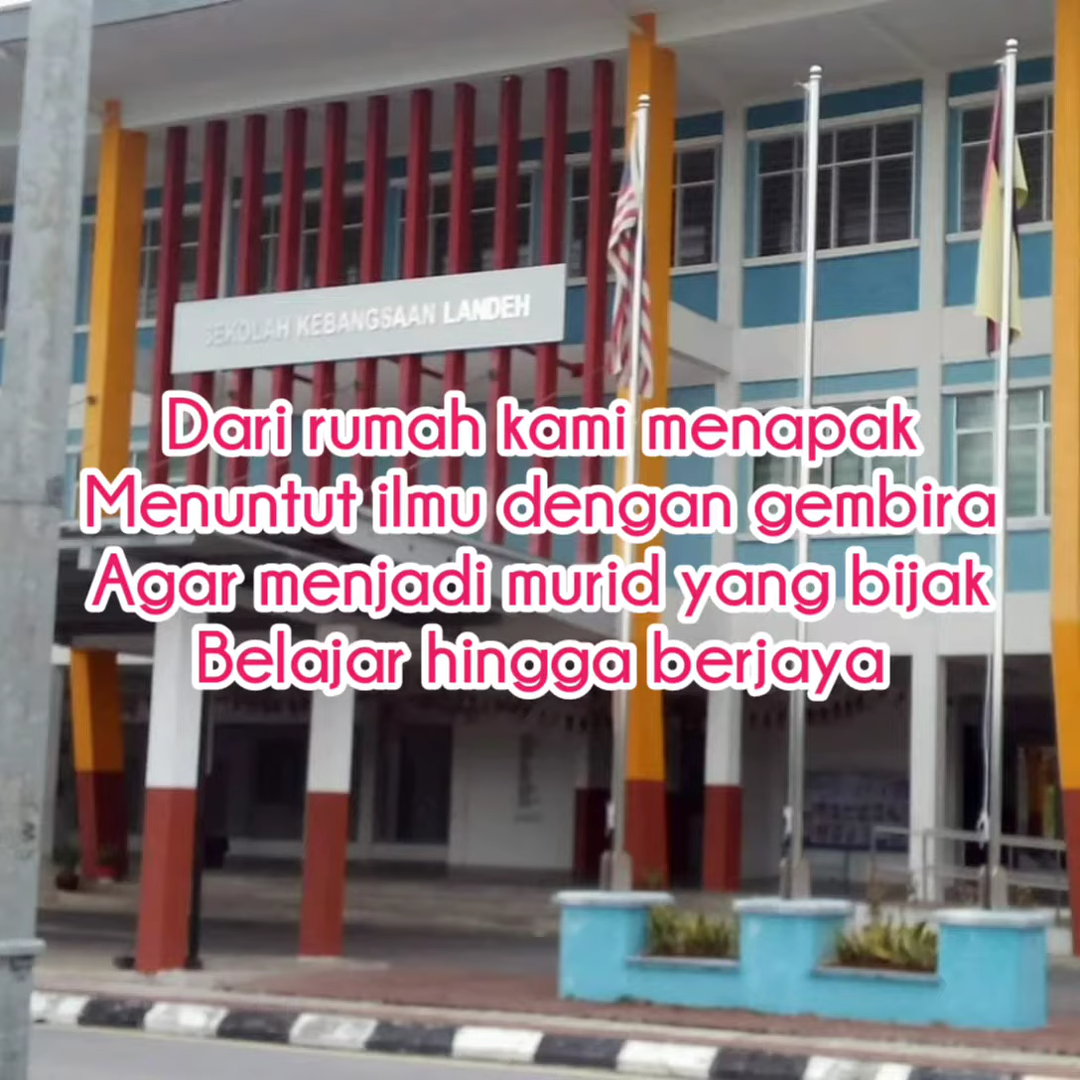 SEKOLAH KEBANGSAAN LANDEH
Dari rumah kami menapak
Menuntut ilmu dengan gembira
Agar menjadi murid yang bijak
Belajar hingga berjaya